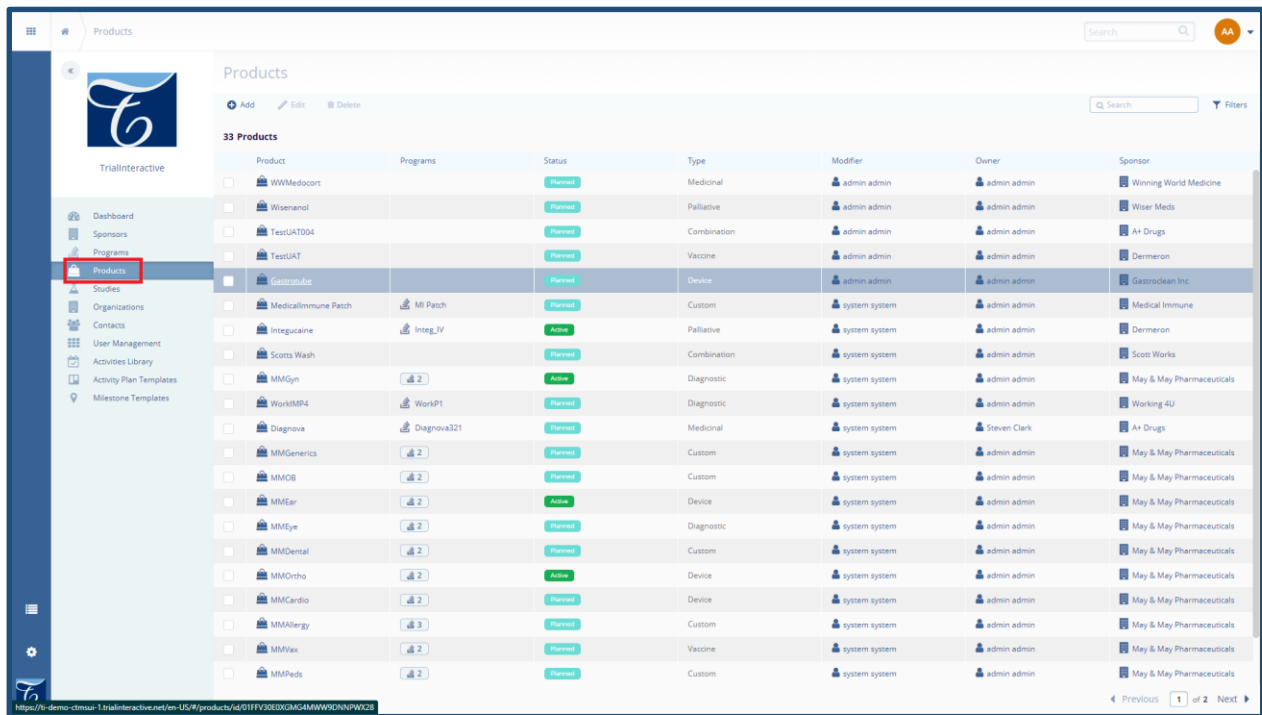 Products
Search
AA
TrialInteractive
Dashboard
Sponsors
Programs
Products
Studies
Organizations
Contacts
User Management
Activities Library
Activity Plan Templates
Milestone Templates
Products
Add Edit Delete
Search Filters
33 Products
Product Programs Status Type Modifier Owner Sponsor
WWMedocort Planned Medicinal admin admin admin admin Winning World Medicine
Wisenanol Planned Palliative admin admin admin admin Wiser Meds
TestUAT004 Planned Combination admin admin admin admin A+ Drugs
TestUAT Planned Vaccine admin admin admin admin Dermeron
Gastrotube Planned Device admin admin admin admin Gastroclean Inc
MedicalImmune Patch MI Patch Planned Custom system system admin admin Medical Immune
Integucaine Integ_IV Active Palliative system system admin admin Dermeron
Scotts Wash Planned Combination system system admin admin Scott Works
MMGyn 2 Active Diagnostic system system admin admin May & May Pharmaceuticals
WorkIMP4 WorkP1 Planned Diagnostic system system admin admin Working 4U
Diagnova Diagnova321 Planned Medicinal system system Steven Clark A+ Drugs
MMGenerics 2 Planned Custom system system admin admin May & May Pharmaceuticals
MMOB 2 Planned Custom system system admin admin May & May Pharmaceuticals
MMEar 2 Active Device system system admin admin May & May Pharmaceuticals
MMEye 2 Planned Diagnostic system system admin admin May & May Pharmaceuticals
MMDental 2 Planned Custom system system admin admin May & May Pharmaceuticals
MMOrtho 2 Active Device system system admin admin May & May Pharmaceuticals
MMCardio 2 Planned Device system system admin admin May & May Pharmaceuticals
MMAllergy 3 Planned Custom system system admin admin May & May Pharmaceuticals
MMVax 2 Planned Vaccine system system admin admin May & May Pharmaceuticals
MMPeds 2 Planned Custom system system admin admin May & May Pharmaceuticals
Previous 1 of 2 Next
https://ti-demo-ctmsui-1.trialinteractive.net/en-US/#/products/id/01FFV30E0XGMG4MWW9DNNPWX28